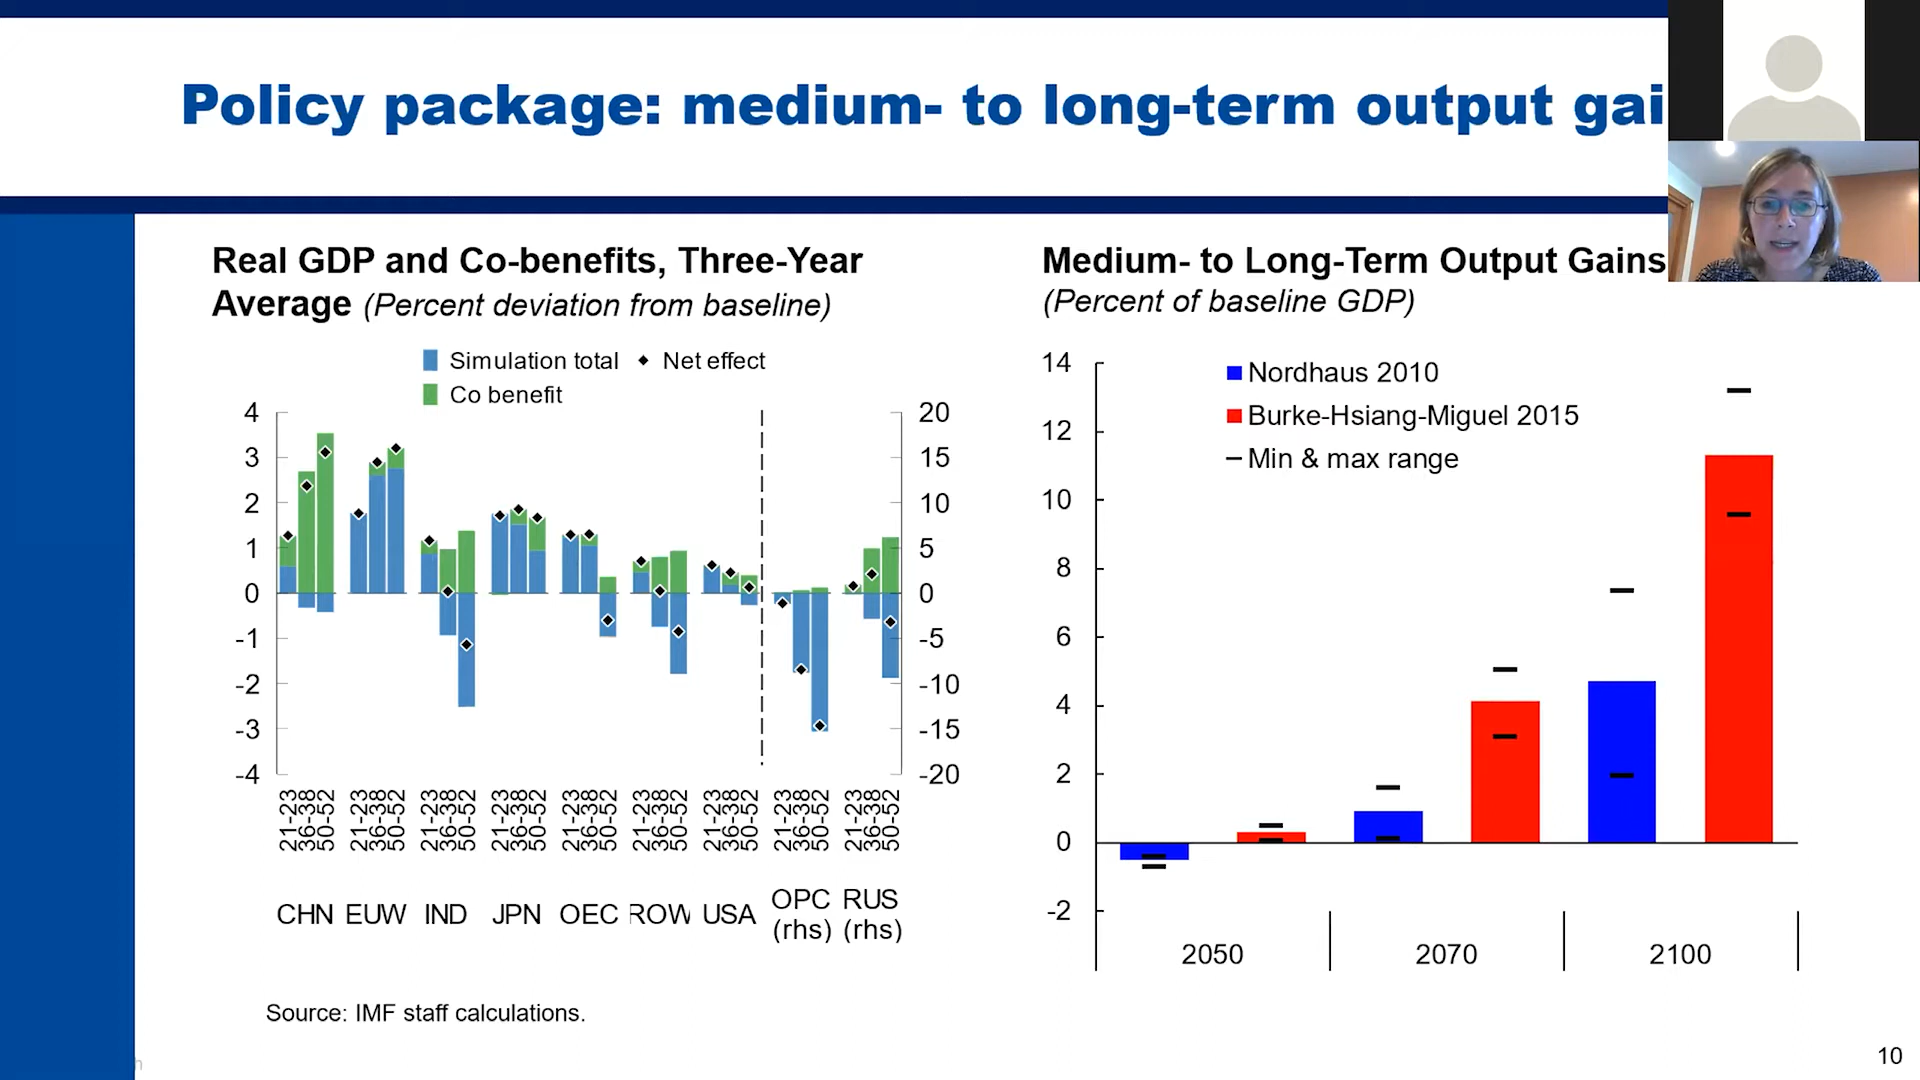 Policy package: medium- to long-term output gai
Real GDP and Co-benefits, Three-Year
Average (Percent deviation from baseline)
Simulation total Net effect
Co benefit
4
3
2
1
0
-1
-2
-3
-4
20
15
10
5
0
-5
-10
-15
-20
21-23 36-38 50-52 21-23 36-38 50-52 21-23 36-38 50-52 21-23 36-38 50-52 21-23 36-38 50-52 21-23 36-38 50-52 21-23 36-38 50-52 21-23 36-38 50-52 21-23 36-38 50-52
CHN EUW IND JPN OEC ROW USA OPC (rhs) RUS (rhs)
Source: IMF staff calculations.
Medium- to Long-Term Output Gains
(Percent of baseline GDP)
Nordhaus 2010
Burke-Hsiang-Miguel 2015
Min & max range
14
12
10
8
6
4
2
0
-2
2050 2070 2100
10